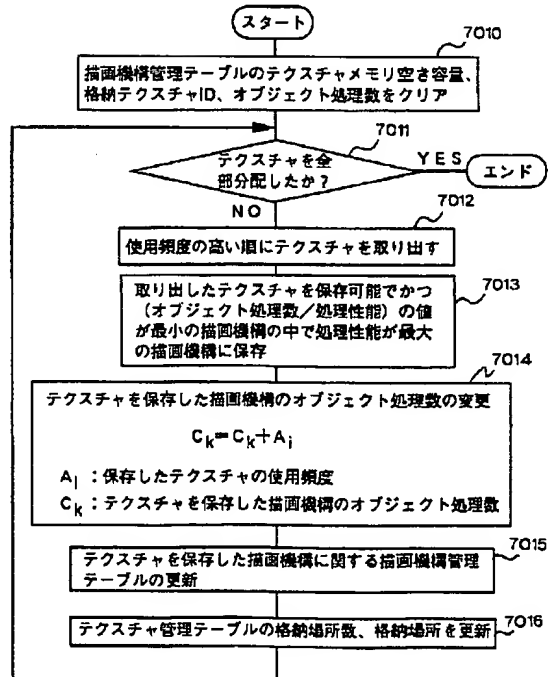 スタート
7010
描画機構管理テーブルのテクスチャメモリ空き容量、
格納テクスチャID、オブジェクト処理数をクリア
7011
テクスチャを全
部分配したか?
YES
エンド
NO
7012
使用頻度の高い順にテクスチャを取り出す
7013
取り出したテクスチャを保存可能でかつ
(オブジェクト処理数/処理性能)の値
が最小の描画機構の中で処理性能が最大
の描画機構に保存
7014
テクスチャを保存した描画機構のオブジェクト処理数の変更
Ck=Ck+Ai
Ai:保存したテクスチャの使用頻度
Ck:テクスチャを保存した描画機構のオブジェクト処理数
7015
テクスチャを保存した描画機構に関する描画機構管理
テーブルの更新
7016
テクスチャ管理テーブルの格納場所数、格納場所を更新